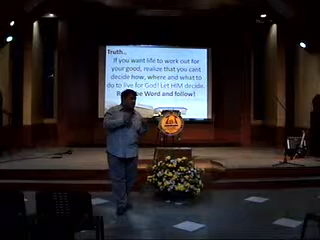 Truth..
If you want life to work out for
your good, realize that you cant
decide how, where and what to
do to live for God! Let HIM decide.
Word and follow!